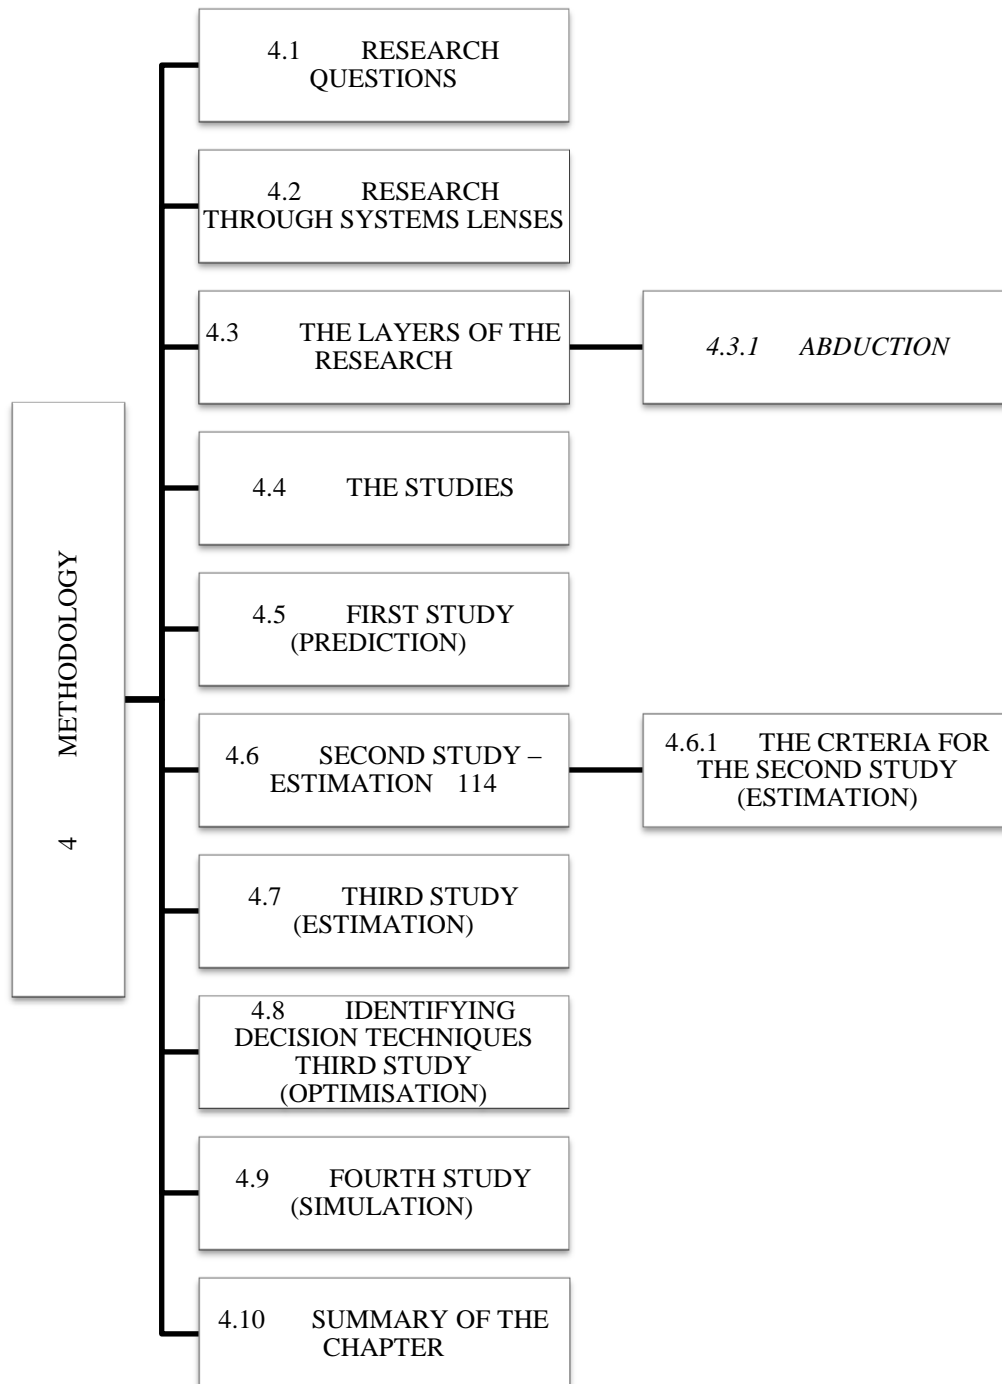 4 METHODOLOGY
4.1 RESEARCH
QUESTIONS
4.2 RESEARCH
THROUGH SYSTEMS LENSES
4.3 THE LAYERS OF THE
RESEARCH
4.3.1 ABDUCTION
4.4 THE STUDIES
4.5 FIRST STUDY
(PREDICTION)
4.6 SECOND STUDY –
ESTIMATION 114
4.6.1 THE CRTERIA FOR
THE SECOND STUDY
(ESTIMATION)
4.7 THIRD STUDY
(ESTIMATION)
4.8 IDENTIFYING
DECISION TECHNIQUES
THIRD STUDY
(OPTIMISATION)
4.9 FOURTH STUDY
(SIMULATION)
4.10 SUMMARY OF THE
CHAPTER